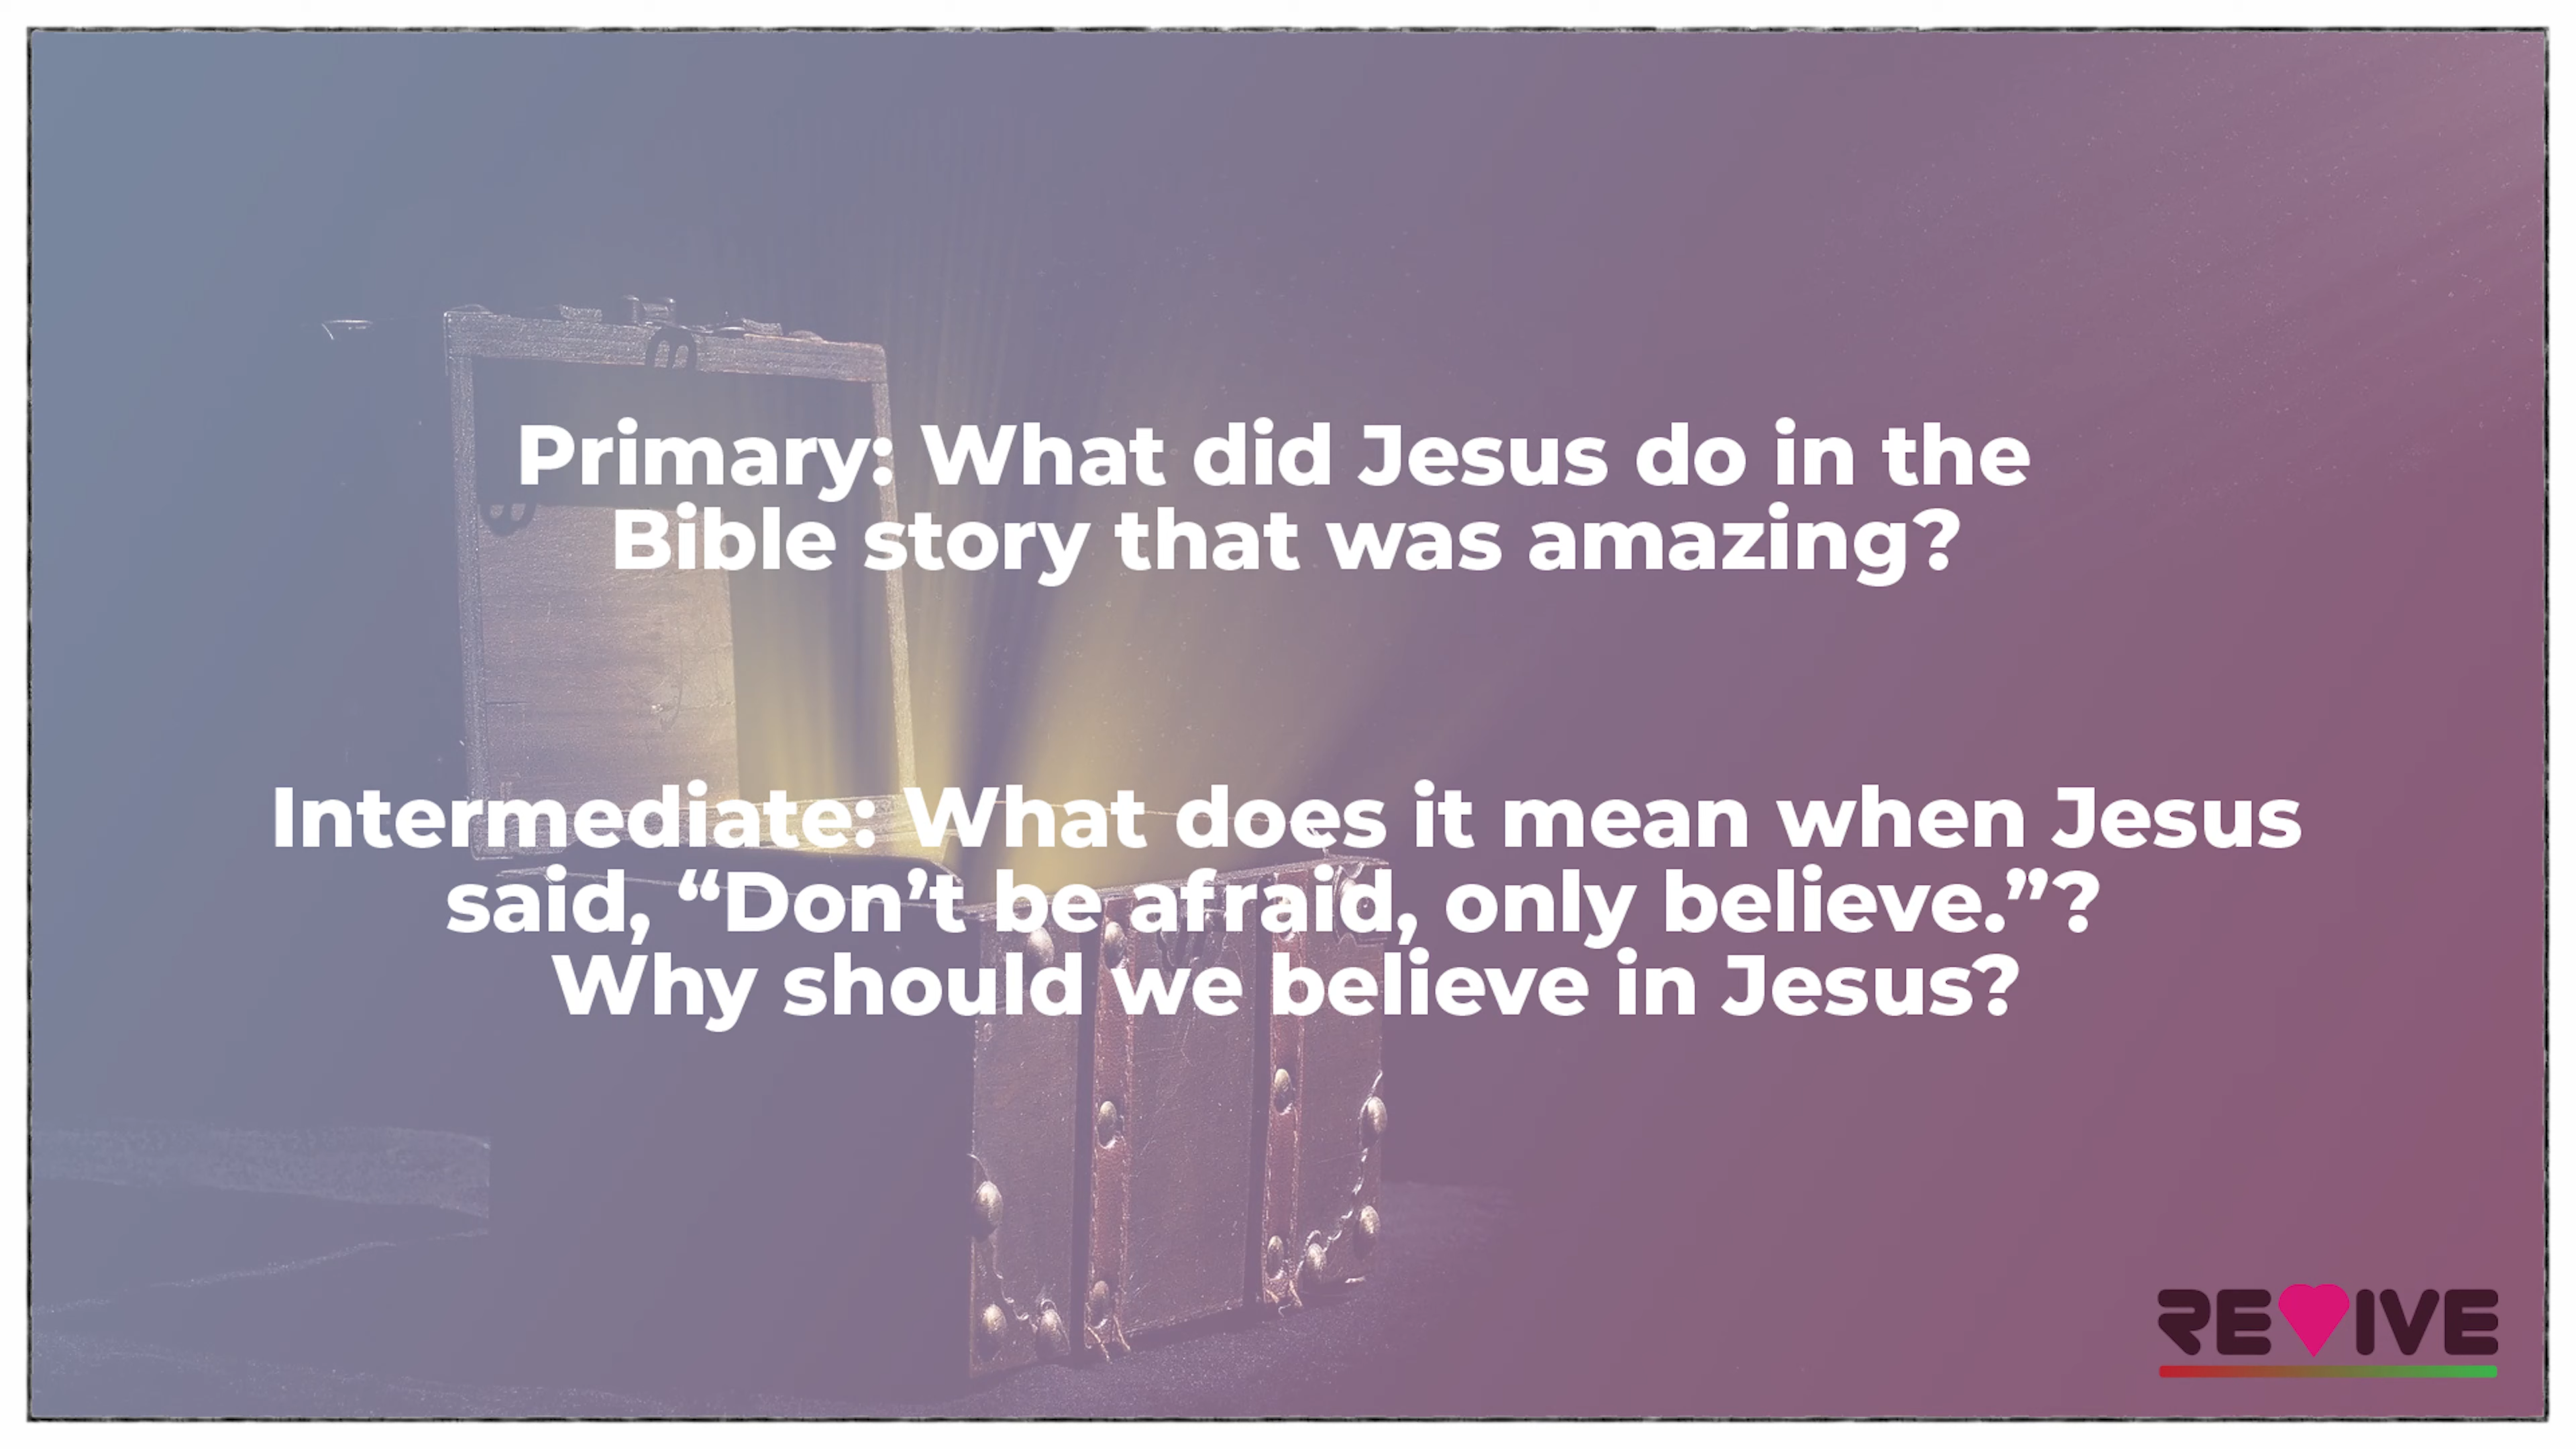 Primary: What did Jesus do in the
Bible story that was amazing?
Intermediate: What does it mean when Jesus
said, “Don’t be afraid, only believe.”?
Why should we believe in Jesus?
REVIVE